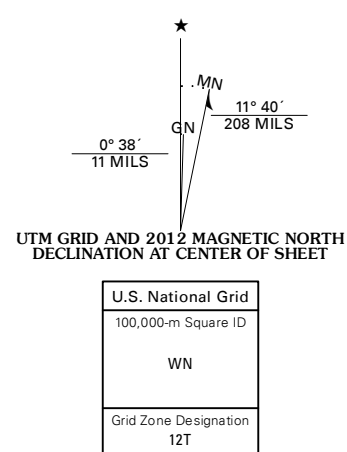 ★
MN
GN
11° 40´
208 MILS
0° 38´
11 MILS
UTM GRID AND 2012 MAGNETIC NORTH
DECLINATION AT CENTER OF SHEET
U.S. National Grid
100,000-m Square ID
WN
Grid Zone Designation
12T